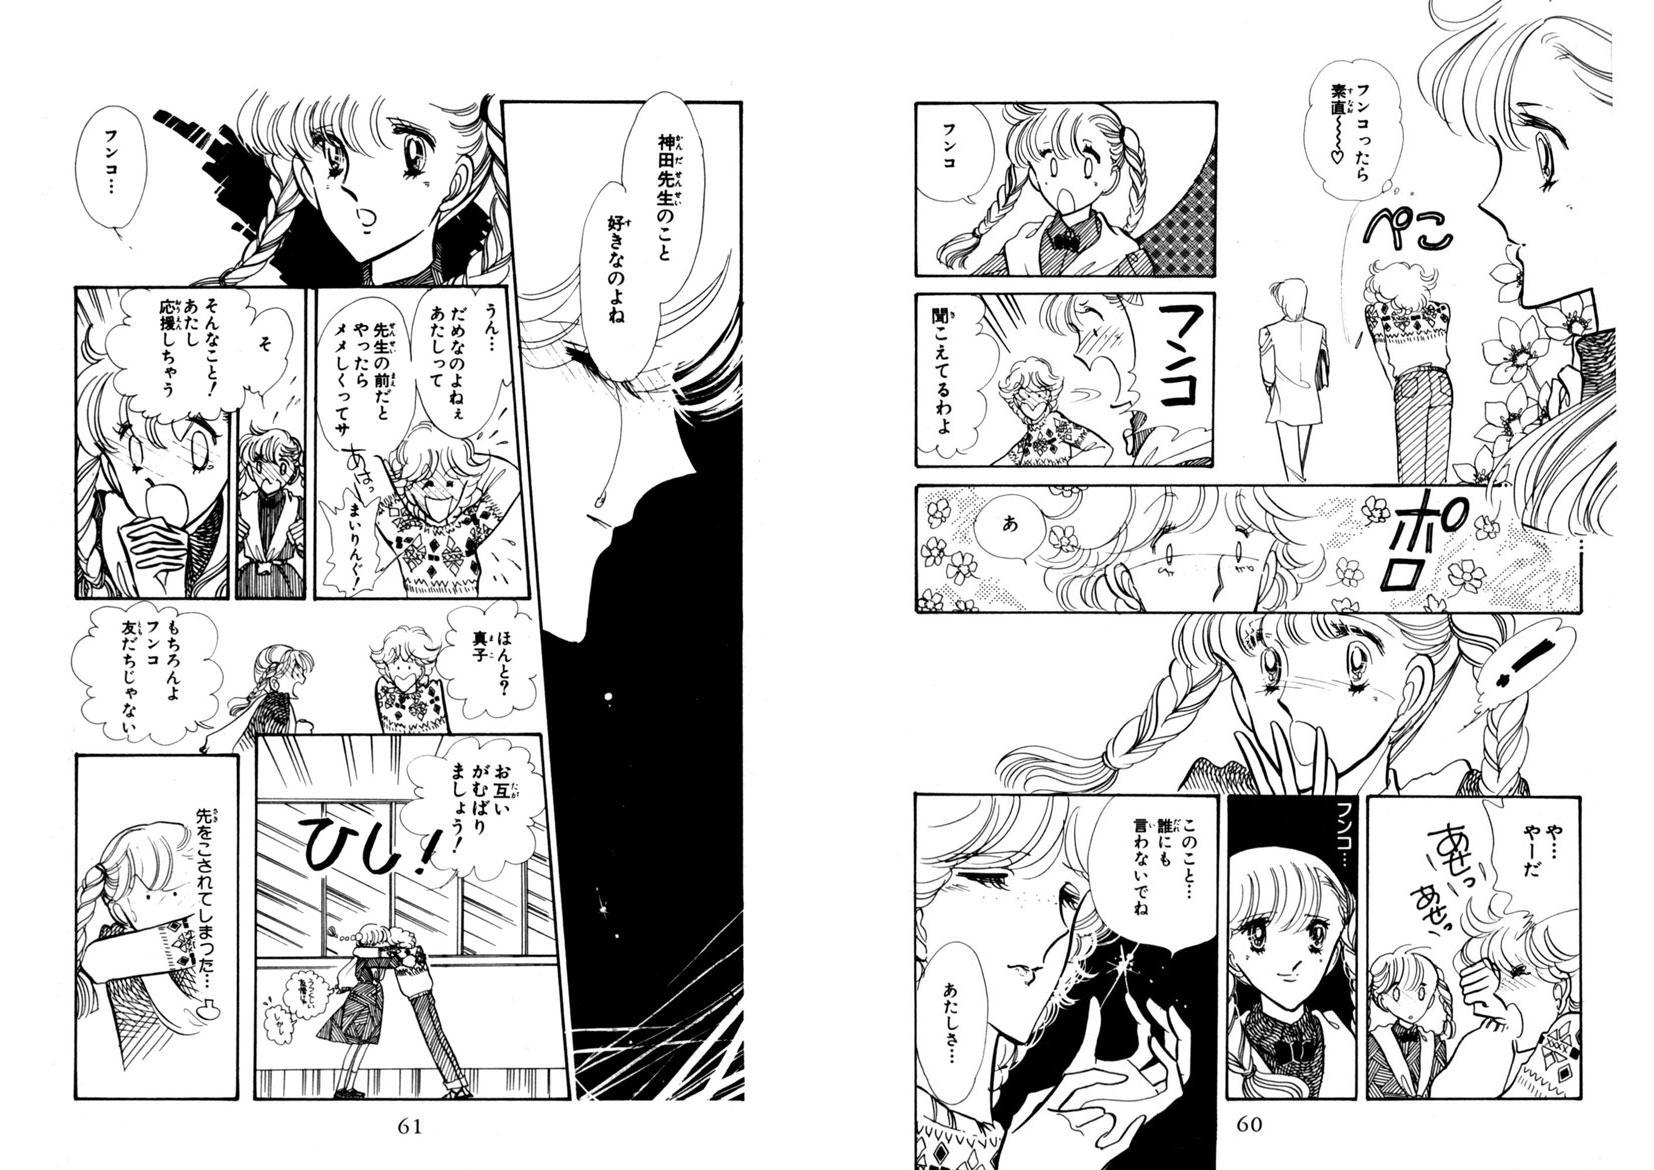 フンコったら
素直～～～♡
ペこ
フンコ
フンコ
聞こえてるわよ
ポロ
あ
！
や…
やーだ
あせっ
あせっ
フンコ…
このこと…
誰にも
言わないでね
あたしさ…
60
神田先生のこと
好きなのよね
フンコ…
うん…
だめなのよねぇ
あたしって
先生の前だと
やったら
メメしくってサ
あはっ
まいりんぐ！
そ
そんなこと！
あたし
応援しちゃう
ほんと？
真子
もちろんよ
フンコ
友だちじゃない
お互い
がむばり
ましょう！
ひし！
うつくしい
友情じゃ
先をこされてしまった…
61